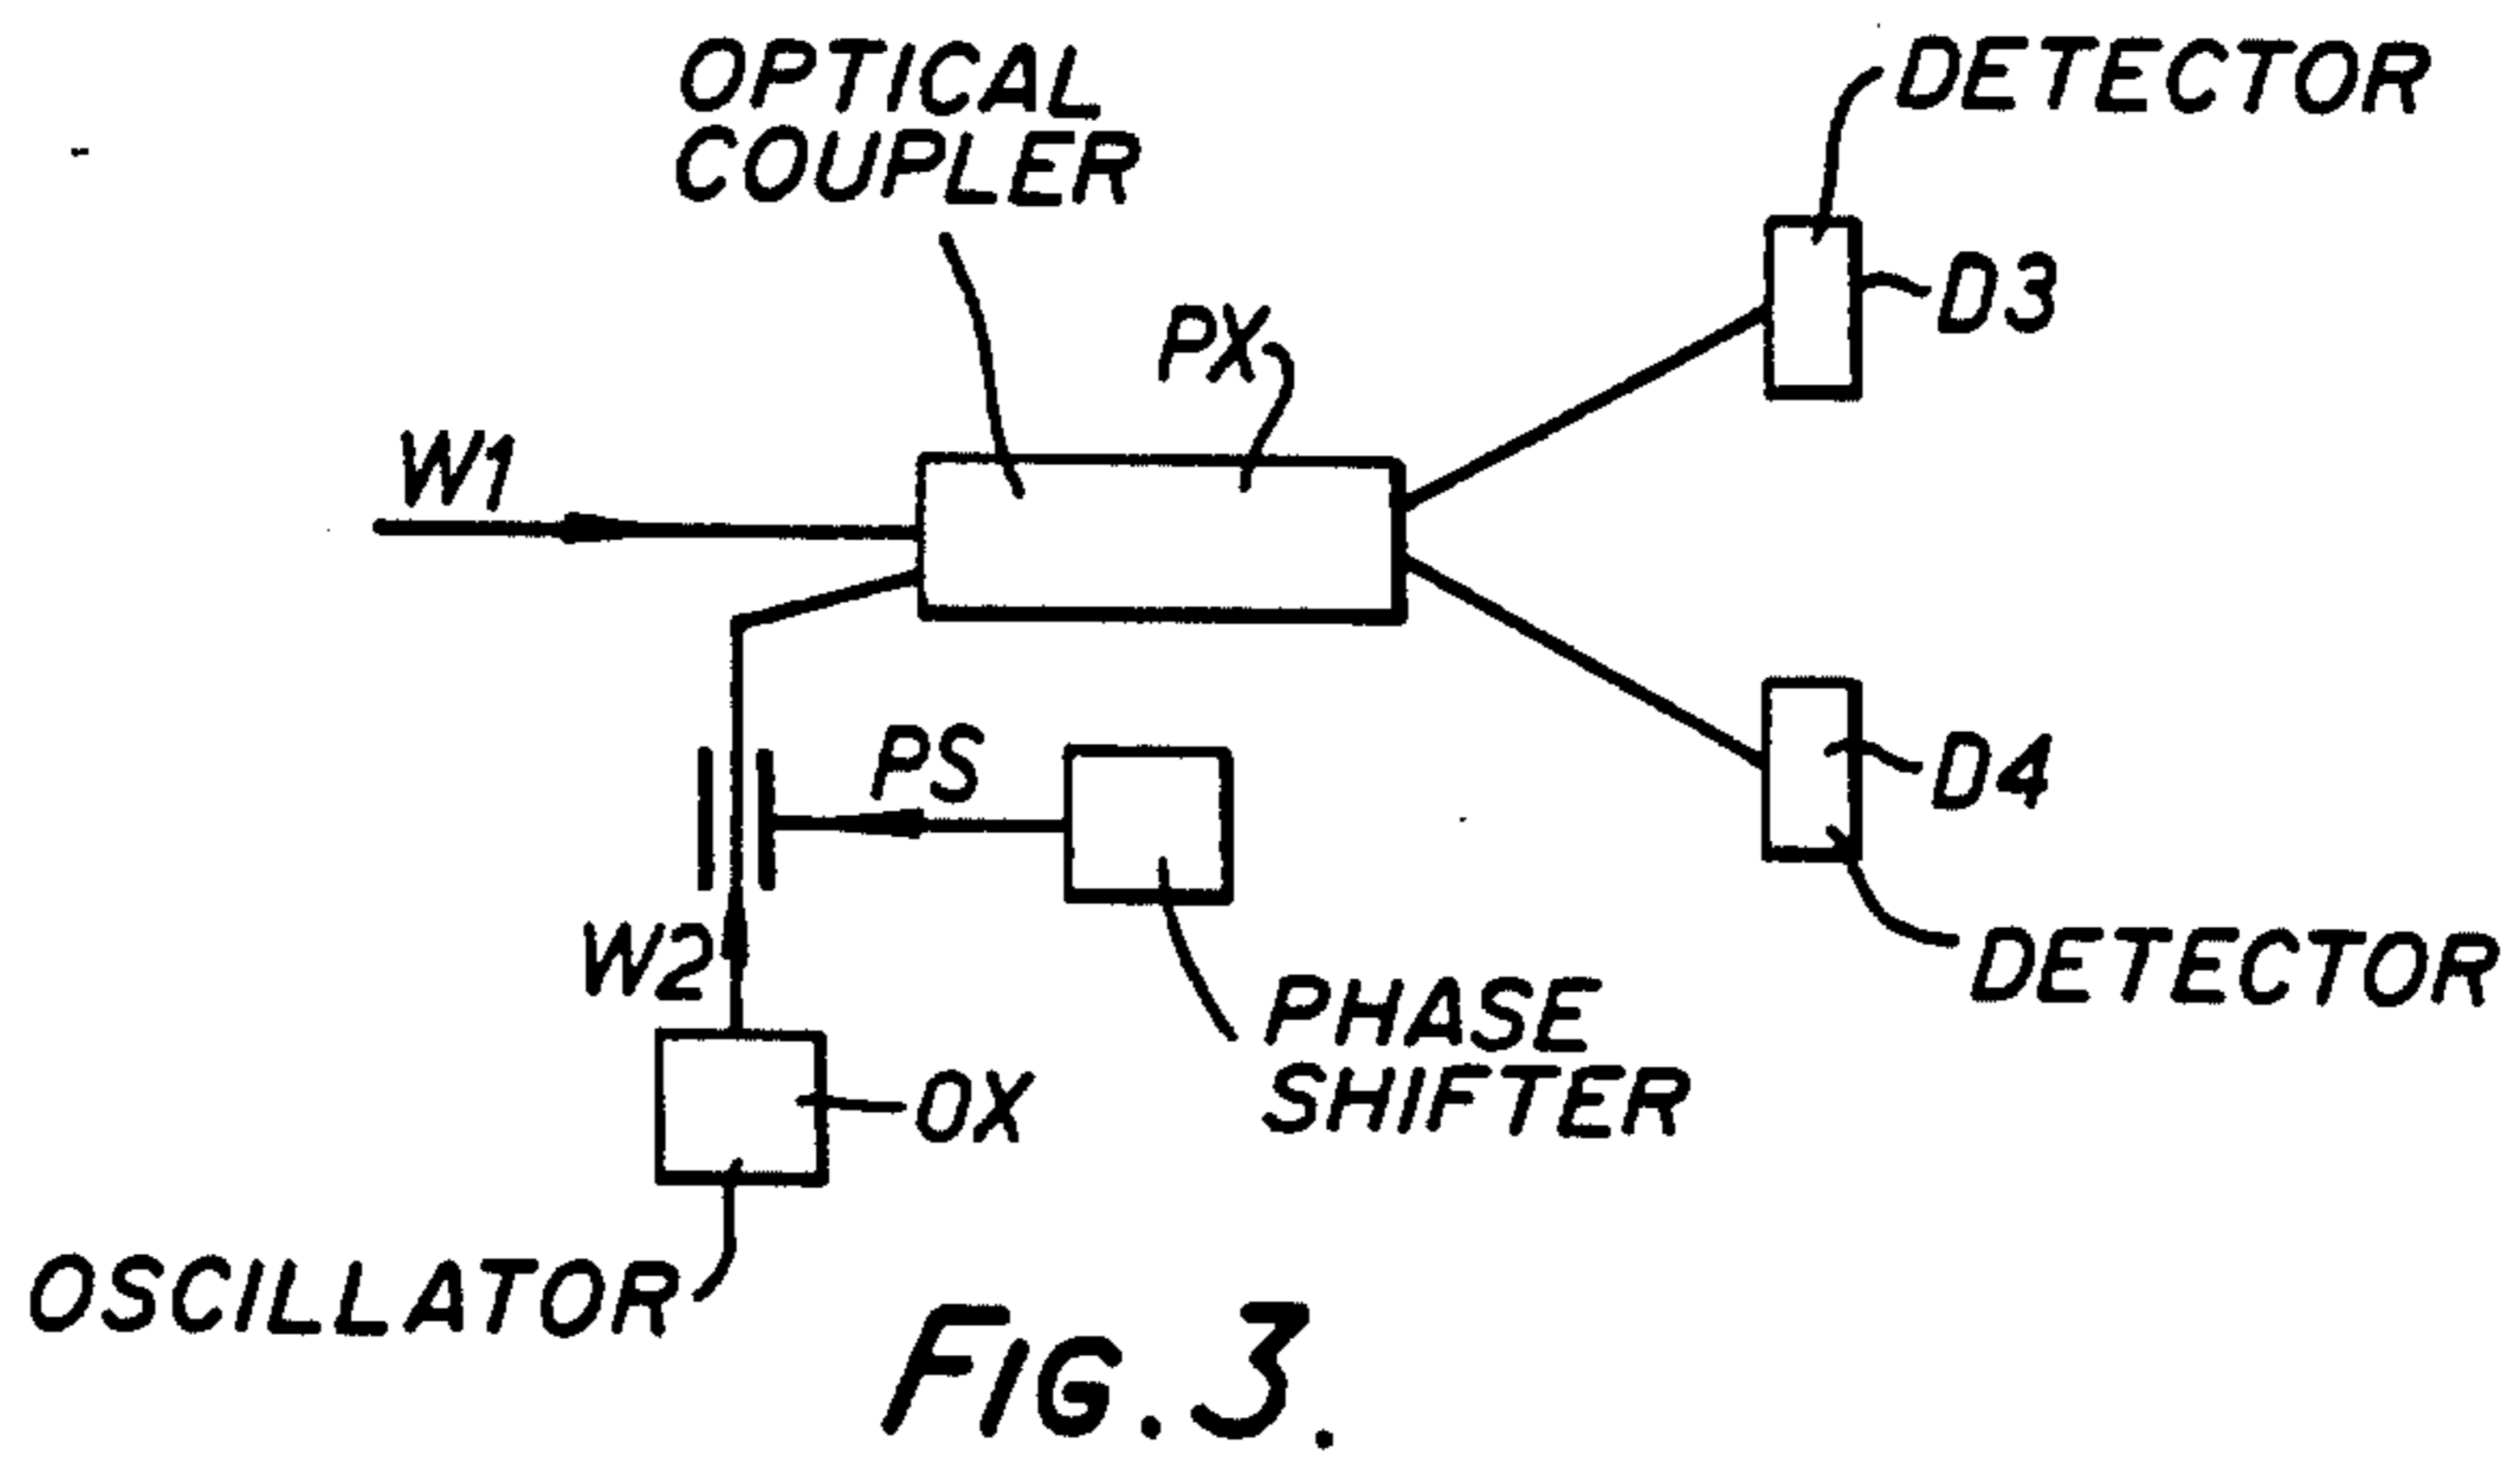 OPTICAL
COUPLER
DETECTOR
D3
PX
W1
PS
D4
W2
DETECTOR
PHASE
SHIFTER
OX
OSCILLATOR
FIG. 3.